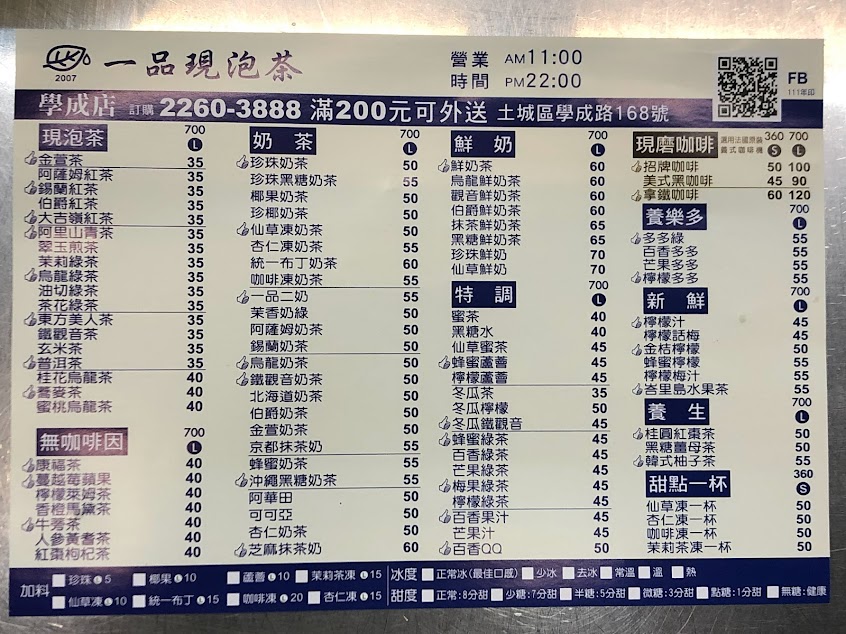 LK
2007
一品現泡茶
營業時間 AM11:00
PM22:00
FB
111年印
學成店 訂購 2260-3888 滿200元可外送 土城區學成路168號
現泡茶 700 L
金萱茶 35
阿薩姆紅茶 35
錫蘭紅茶 35
伯爵紅茶 35
大吉嶺紅茶 35
阿里山青茶 35
翠玉煎茶 35
茉莉綠茶 35
烏龍綠茶 35
油切綠茶 35
茶花綠茶 35
東方美人茶 35
鐵觀音茶 35
玄米茶 35
普洱茶 35
桂花烏龍茶 40
蕎麥茶 40
蜜桃烏龍茶 40
無咖啡因 700 L
康福茶 40
蔓越莓蘋果 40
檸檬萊姆茶 40
香橙馬黛茶 40
牛蒡茶 40
人參黃耆茶 40
紅棗枸杞茶 40
奶茶 700 L
珍珠奶茶 50
珍珠黑糖奶茶 55
椰果奶茶 50
珍椰奶茶 50
仙草凍奶茶 50
杏仁凍奶茶 55
統一布丁奶茶 60
咖啡凍奶茶 55
一品二奶 55
茉香奶綠 50
阿薩姆奶茶 50
錫蘭奶茶 50
烏龍奶茶 50
鐵觀音奶茶 50
北海道奶茶 50
伯爵奶茶 50
金萱奶茶 50
京都抹茶奶 55
蜂蜜奶茶 55
沖繩黑糖奶茶 55
阿華田 50
可可亞 50
杏仁奶茶 50
芝麻抹茶奶 60
鮮奶 700 L
鮮奶茶 60
烏龍鮮奶茶 60
觀音鮮奶茶 60
伯爵鮮奶茶 60
抹茶鮮奶茶 65
黑糖鮮奶茶 65
珍珠鮮奶 70
仙草鮮奶 70
特調 700 L
蜜茶 40
黑糖水 40
仙草蜜茶 45
蜂蜜蘆薈 45
檸檬蘆薈 45
冬瓜茶 35
冬瓜檸檬 50
冬瓜鐵觀音 45
蜂蜜綠茶 45
百香綠茶 45
芒果綠茶 45
梅果綠茶 45
檸檬綠茶 45
百香果汁 45
芒果汁 45
百香QQ 50
現磨咖啡 選用法國原裝義式咖啡機 360 S 700 L
招牌咖啡 50 100
美式黑咖啡 45 90
拿鐵咖啡 60 120
養樂多 700 L
多多綠 55
百香多多 55
芒果多多 55
檸檬多多 55
新鮮 700 L
檸檬汁 45
檸檬話梅 45
金桔檸檬 50
蜂蜜檸檬 55
檸檬梅汁 55
峇里島水果茶 55
養生 700 L
桂圓紅棗茶 50
黑糖薑母茶 50
韓式柚子茶 55
甜點一杯 360 S
仙草凍一杯 50
杏仁凍一杯 50
咖啡凍一杯 50
茉莉茶凍一杯 50
加料 珍珠L5 椰果L10 蘆薈L10 茉莉茶凍L15
仙草凍L10 統一布丁L15 咖啡凍L20 杏仁凍L15
冰度 正常冰(最佳口感) 少冰 去冰 常溫 溫 熱
甜度 正常:8分甜 少糖:7分甜 半糖:5分甜 微糖:3分甜 點糖:1分甜 無糖:健康